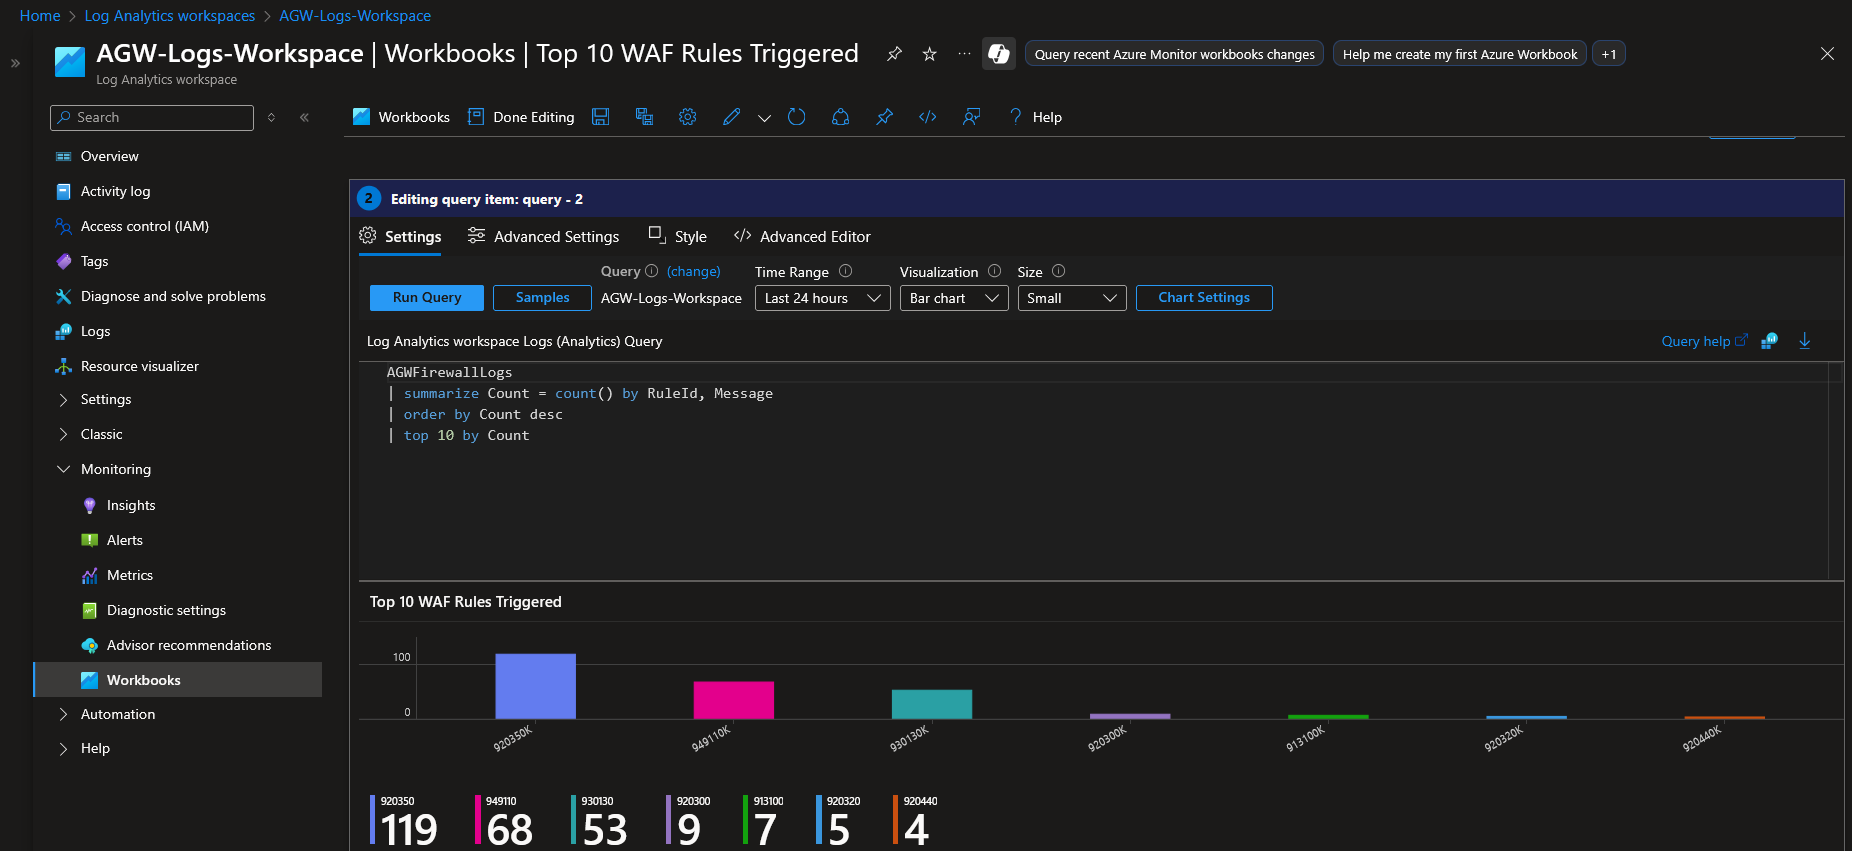 Home > Log Analytics workspaces > AGW-Logs-Workspace
AGW-Logs-Workspace | Workbooks | Top 10 WAF Rules Triggered
Query recent Azure Monitor workbooks changes
Help me create my first Azure Workbook
+1
Log Analytics workspace
Search
Workbooks
Done Editing
Help
Overview
Activity log
Access control (IAM)
Tags
Diagnose and solve problems
Logs
Resource visualizer
Settings
Classic
Monitoring
Insights
Alerts
Metrics
Diagnostic settings
Advisor recommendations
Workbooks
Automation
Help
2 Editing query item: query - 2
Settings
Advanced Settings
Style
Advanced Editor
Query (change)
Time Range
Visualization
Size
Run Query
Samples
AGW-Logs-Workspace
Last 24 hours
Bar chart
Small
Chart Settings
Log Analytics workspace Logs (Analytics) Query
Query help
AGWFirewallLogs
| summarize Count = count() by RuleId, Message
| order by Count desc
| top 10 by Count
Top 10 WAF Rules Triggered
100
0
920350K
949110K
930130K
920300K
913100K
920320K
920440K
920350
119
949110
68
930130
53
920300
9
913100
7
920320
5
920440
4